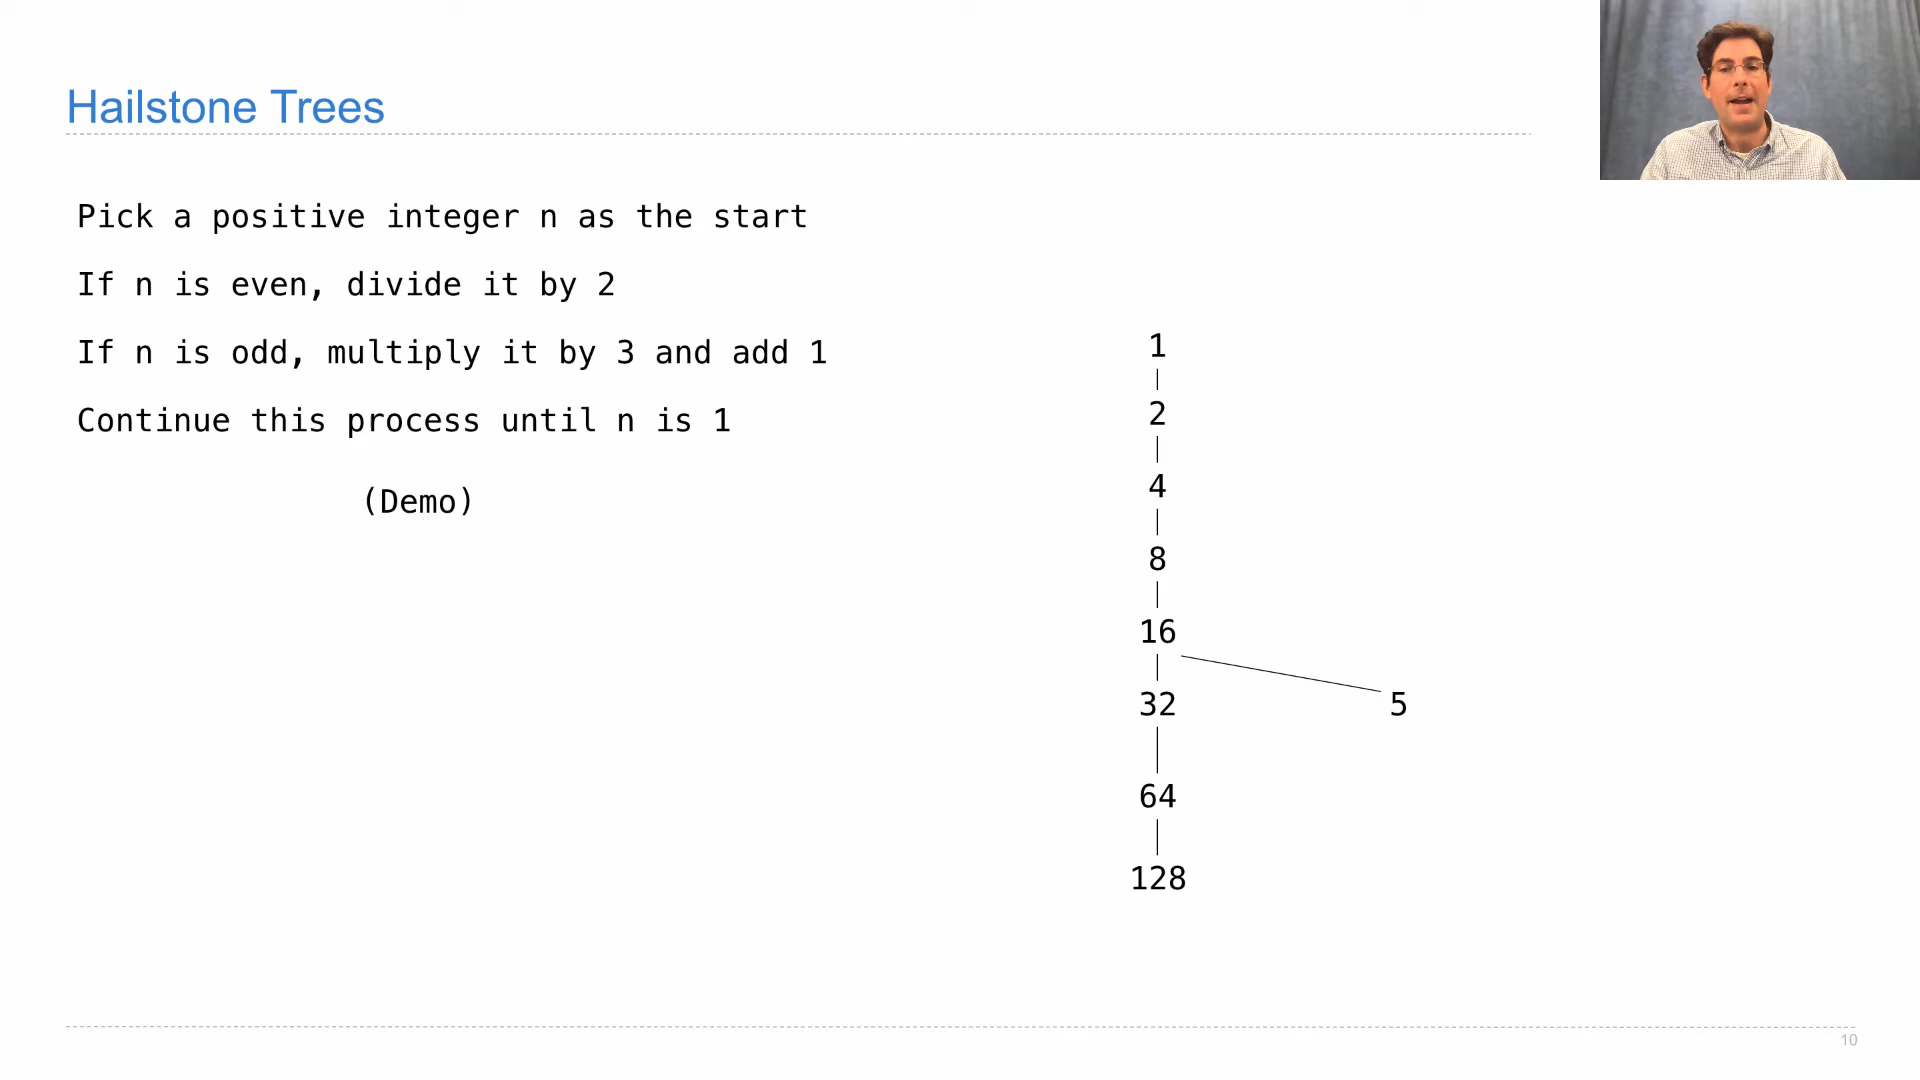 Hailstone Trees
Pick a positive integer n as the start
If n is even, divide it by 2
If n is odd, multiply it by 3 and add 1
Continue this process until n is 1
(Demo)
1
2
4
8
16
32
5
64
128
10